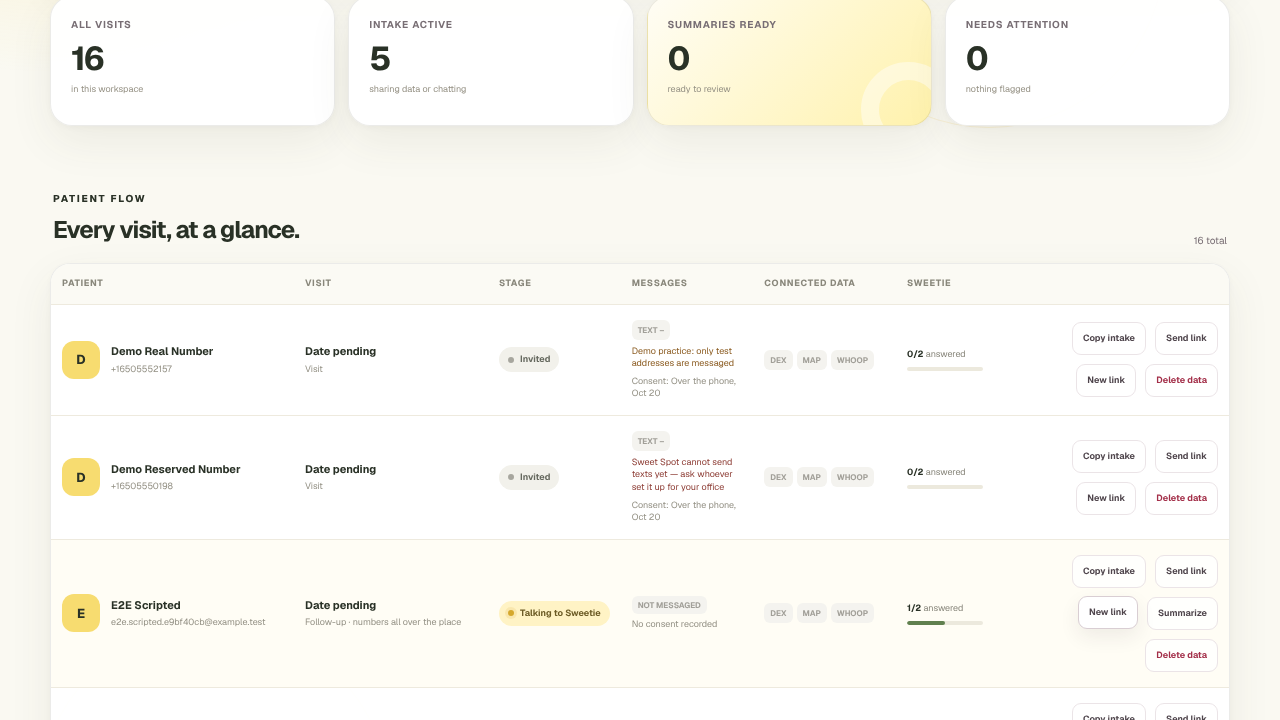 ALL VISITS
16
in this workspace
INTAKE ACTIVE
5
sharing data or chatting
SUMMARIES READY
0
ready to review
NEEDS ATTENTION
0
nothing flagged
PATIENT FLOW
Every visit, at a glance.
16 total
PATIENT VISIT STAGE MESSAGES CONNECTED DATA SWEETIE
D
Demo Real Number
+16505552157
Date pending
Visit
Invited
TEXT –
Demo practice: only test
addresses are messaged
Consent: Over the phone,
Oct 20
DEX MAP WHOOP
0/2 answered
Copy intake Send link
New link Delete data
D
Demo Reserved Number
+16505550198
Date pending
Visit
Invited
TEXT –
Sweet Spot cannot send
texts yet — ask whoever
set it up for your office
Consent: Over the phone,
Oct 20
DEX MAP WHOOP
0/2 answered
Copy intake Send link
New link Delete data
E
E2E Scripted
e2e.scripted.e9bf40cb@example.test
Date pending
Follow-up · numbers all over the place
Talking to Sweetie
NOT MESSAGED
No consent recorded
DEX MAP WHOOP
1/2 answered
Copy intake Send link
New link Summarize
Delete data
Copy intake Send link